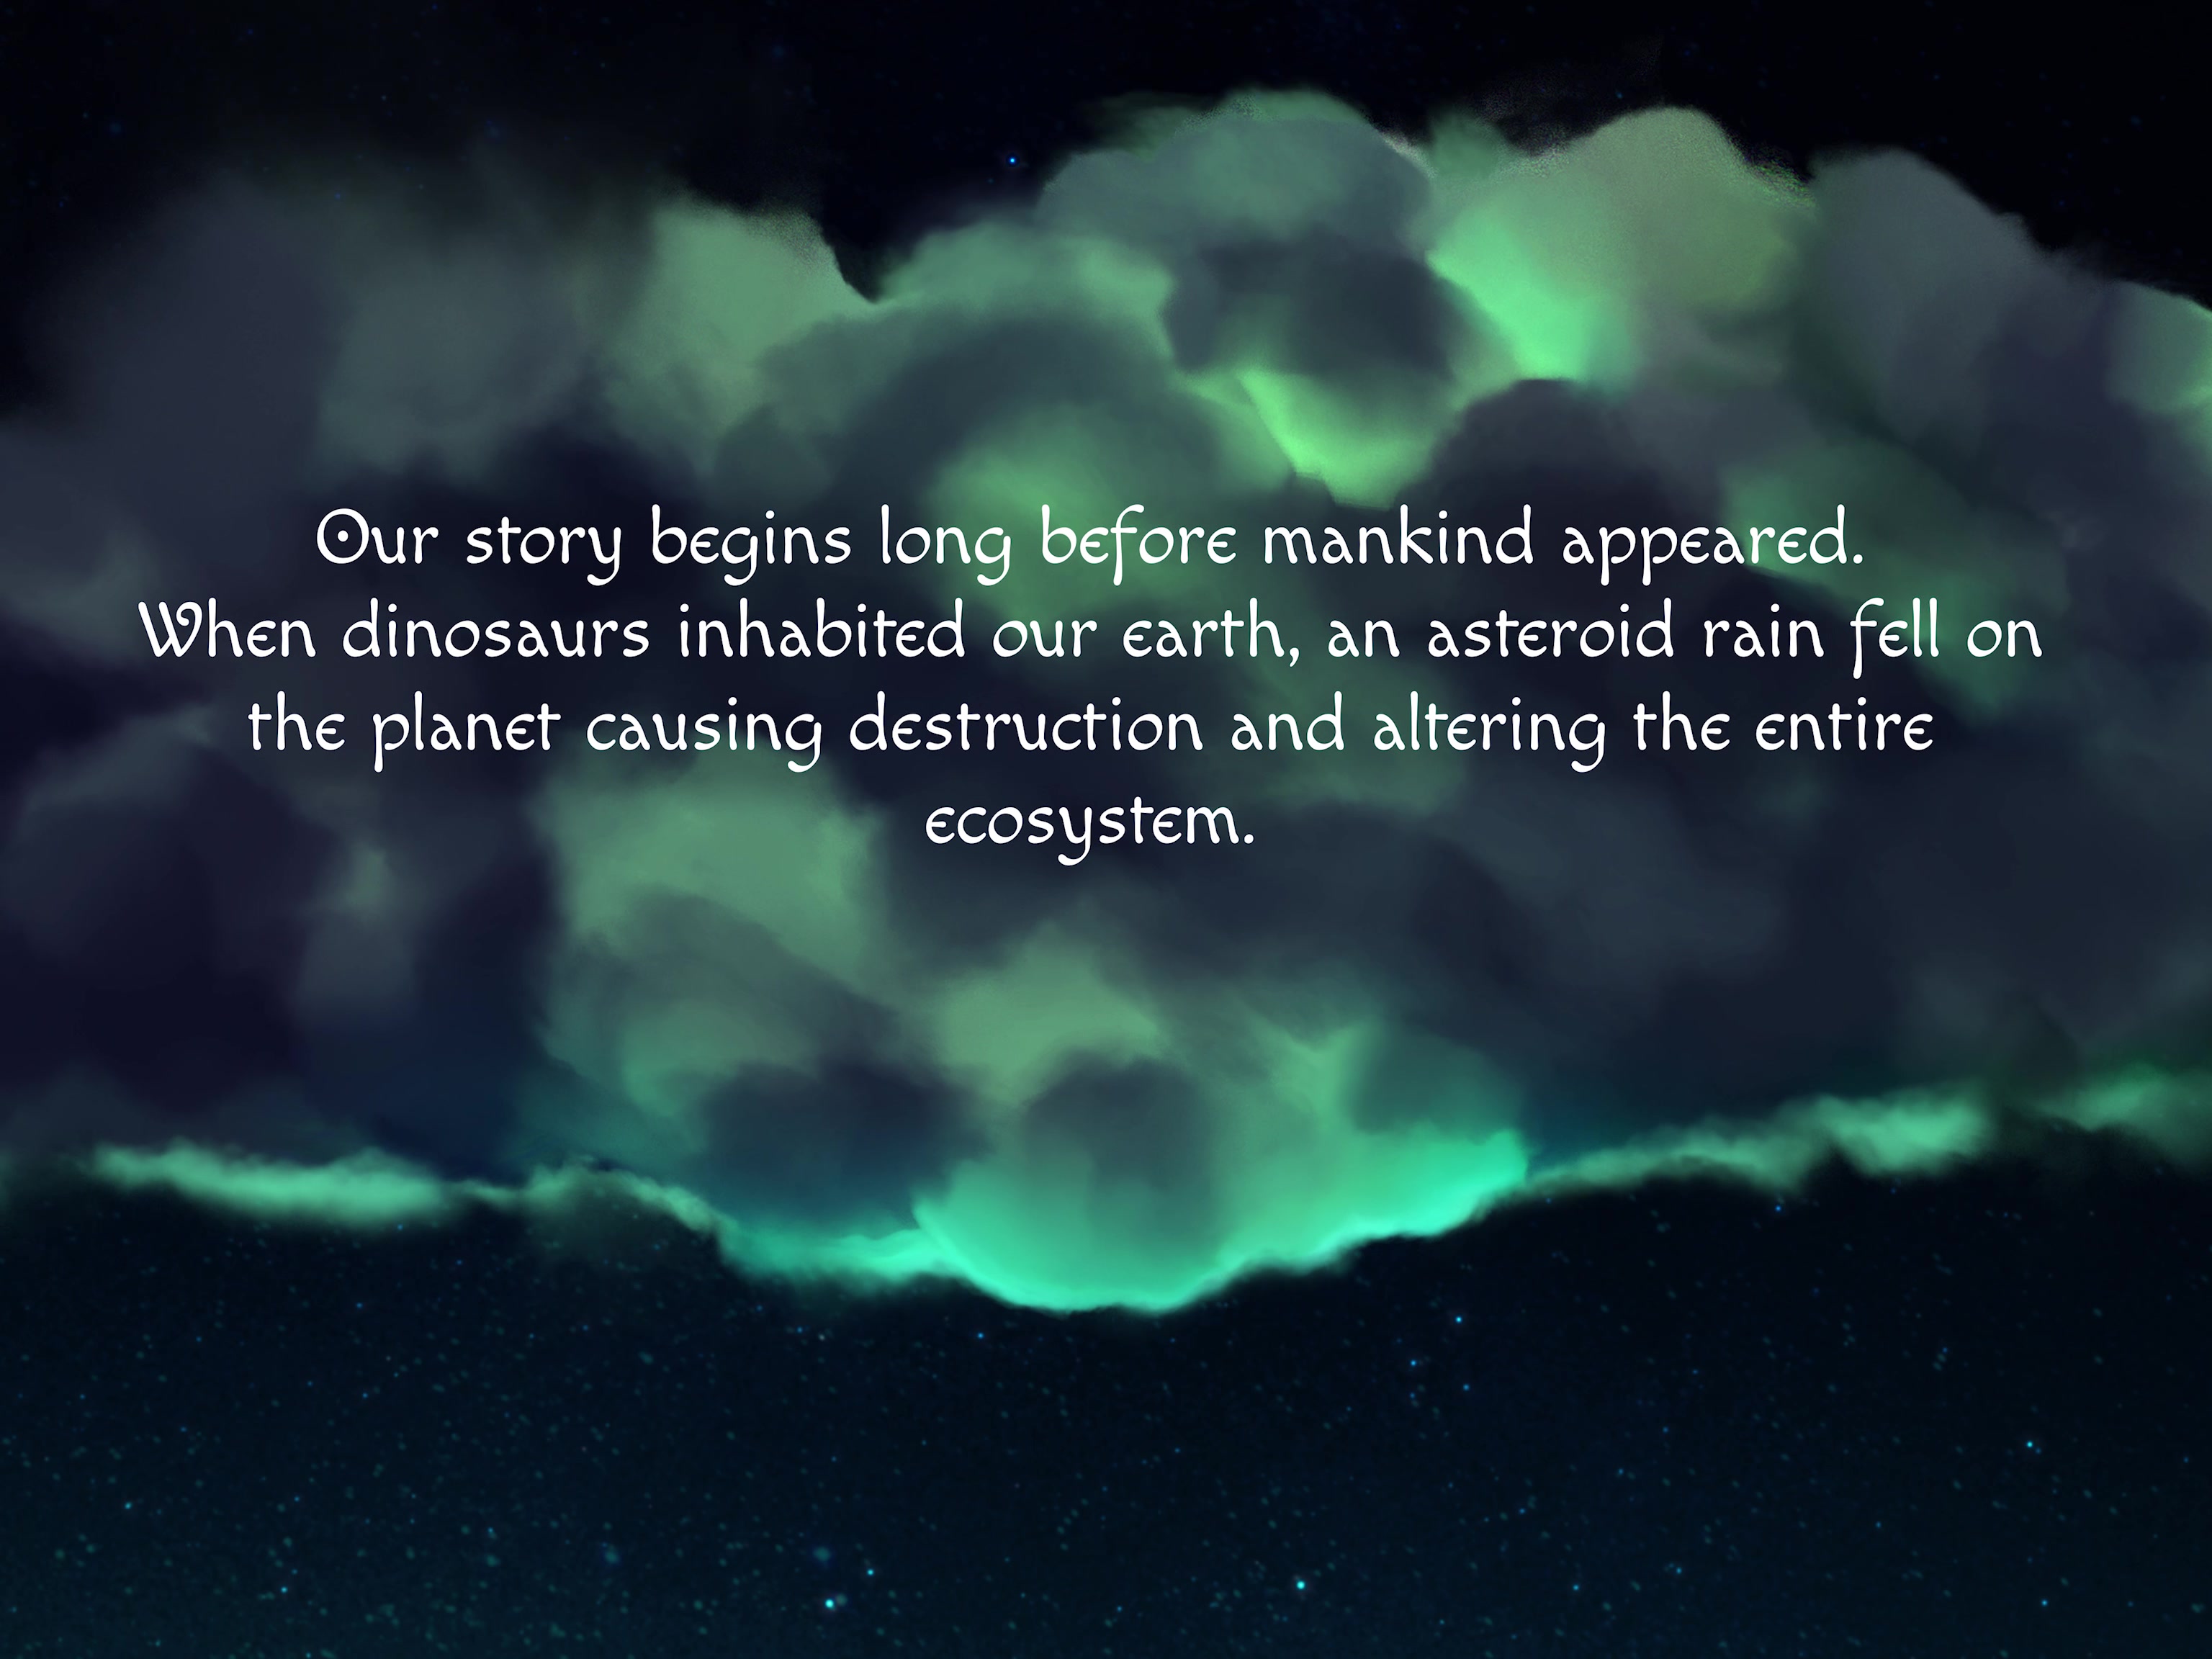 Our story begins long before mankind appeared.
When dinosaurs inhabited our earth, an asteroid rain fell on
the planet causing destruction and altering the entire
ecosystem.